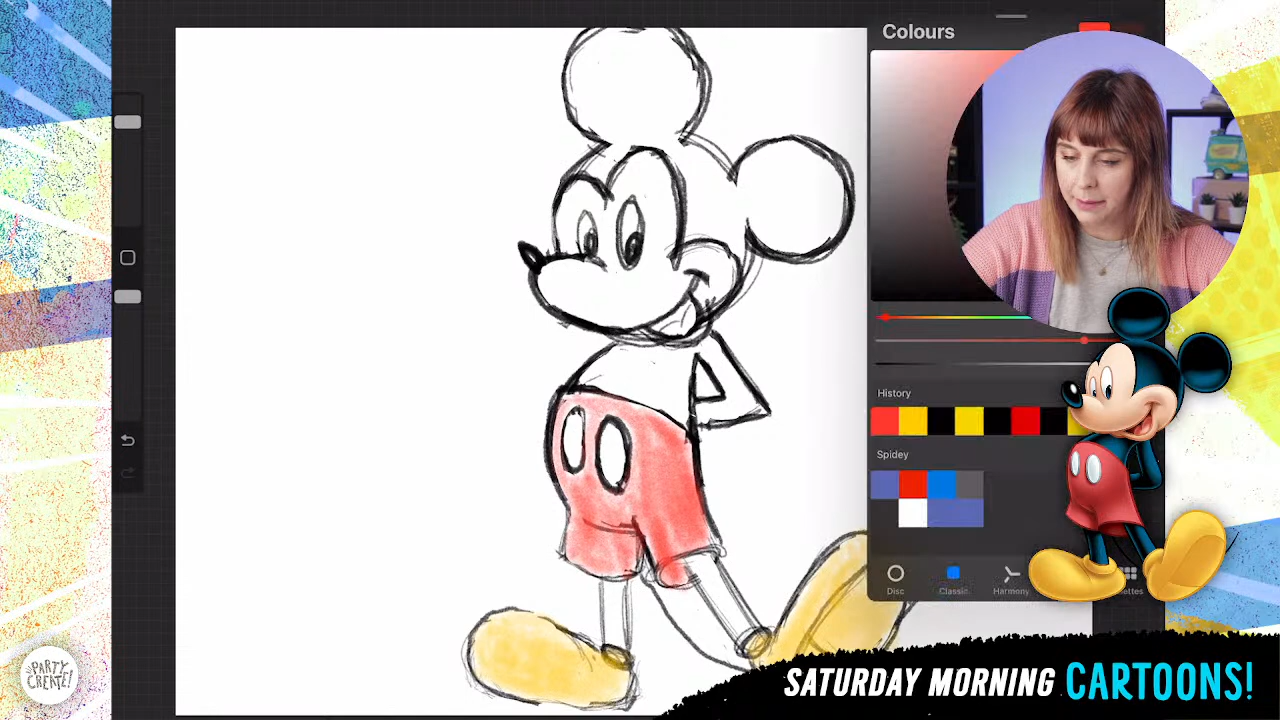 Colours
History
Spidey
Disc
Classic
Harmony
PARTY
CREATE!
SATURDAY MORNING CARTOONS!